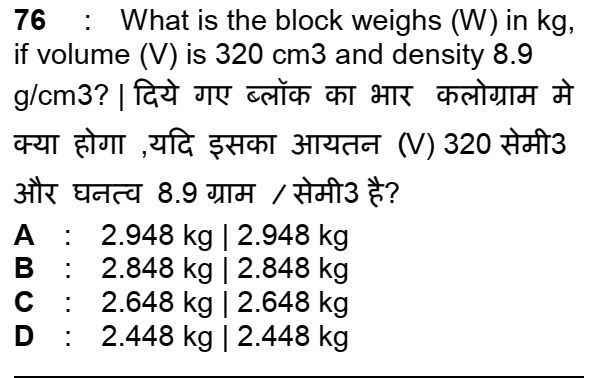 76 : What is the block weighs (W) in kg,
if volume (V) is 320 cm3 and density 8.9
g/cm3? | दिये गए ब्लॉक का भार कलोग्राम मे
क्या होगा ,यदि इसका आयतन (V) 320 सेमी3
और घनत्व 8.9 ग्राम / सेमी3 है?
A : 2.948 kg | 2.948 kg
B : 2.848 kg | 2.848 kg
C : 2.648 kg | 2.648 kg
D : 2.448 kg | 2.448 kg